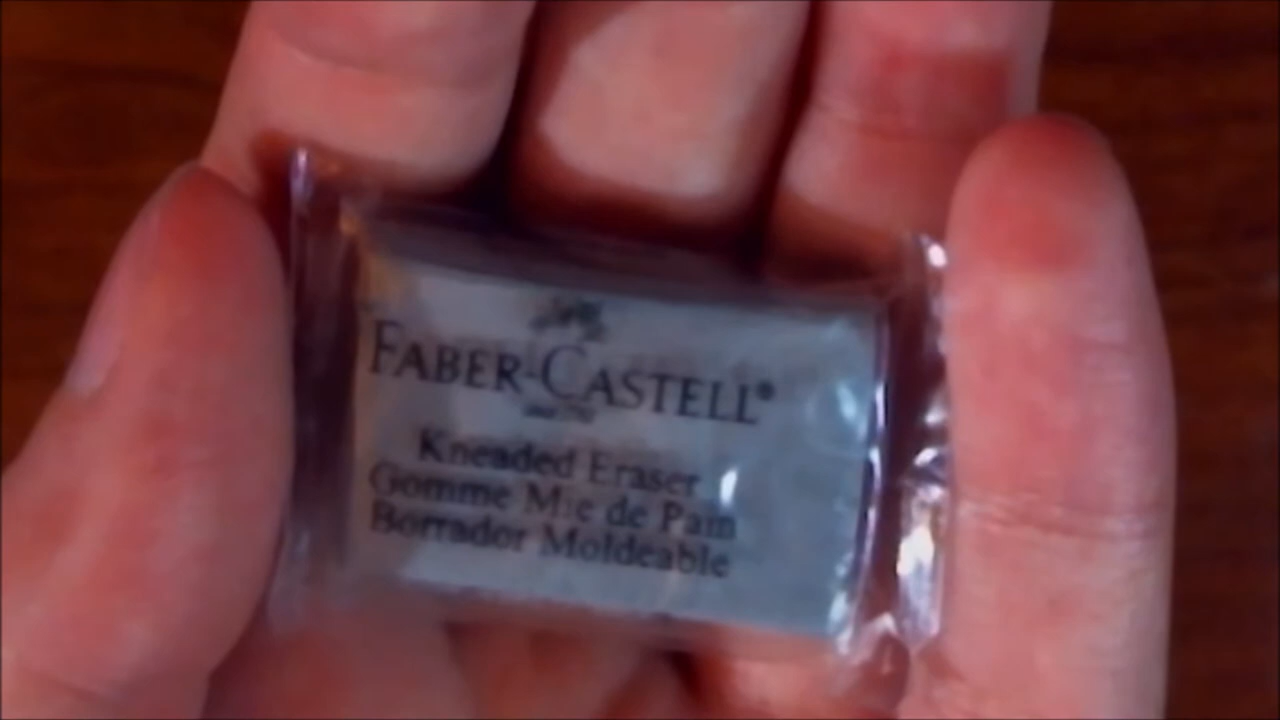 FABER-CASTELL®
Kneaded Eraser
Gomme Mie de Pain
Borrador Moldeable